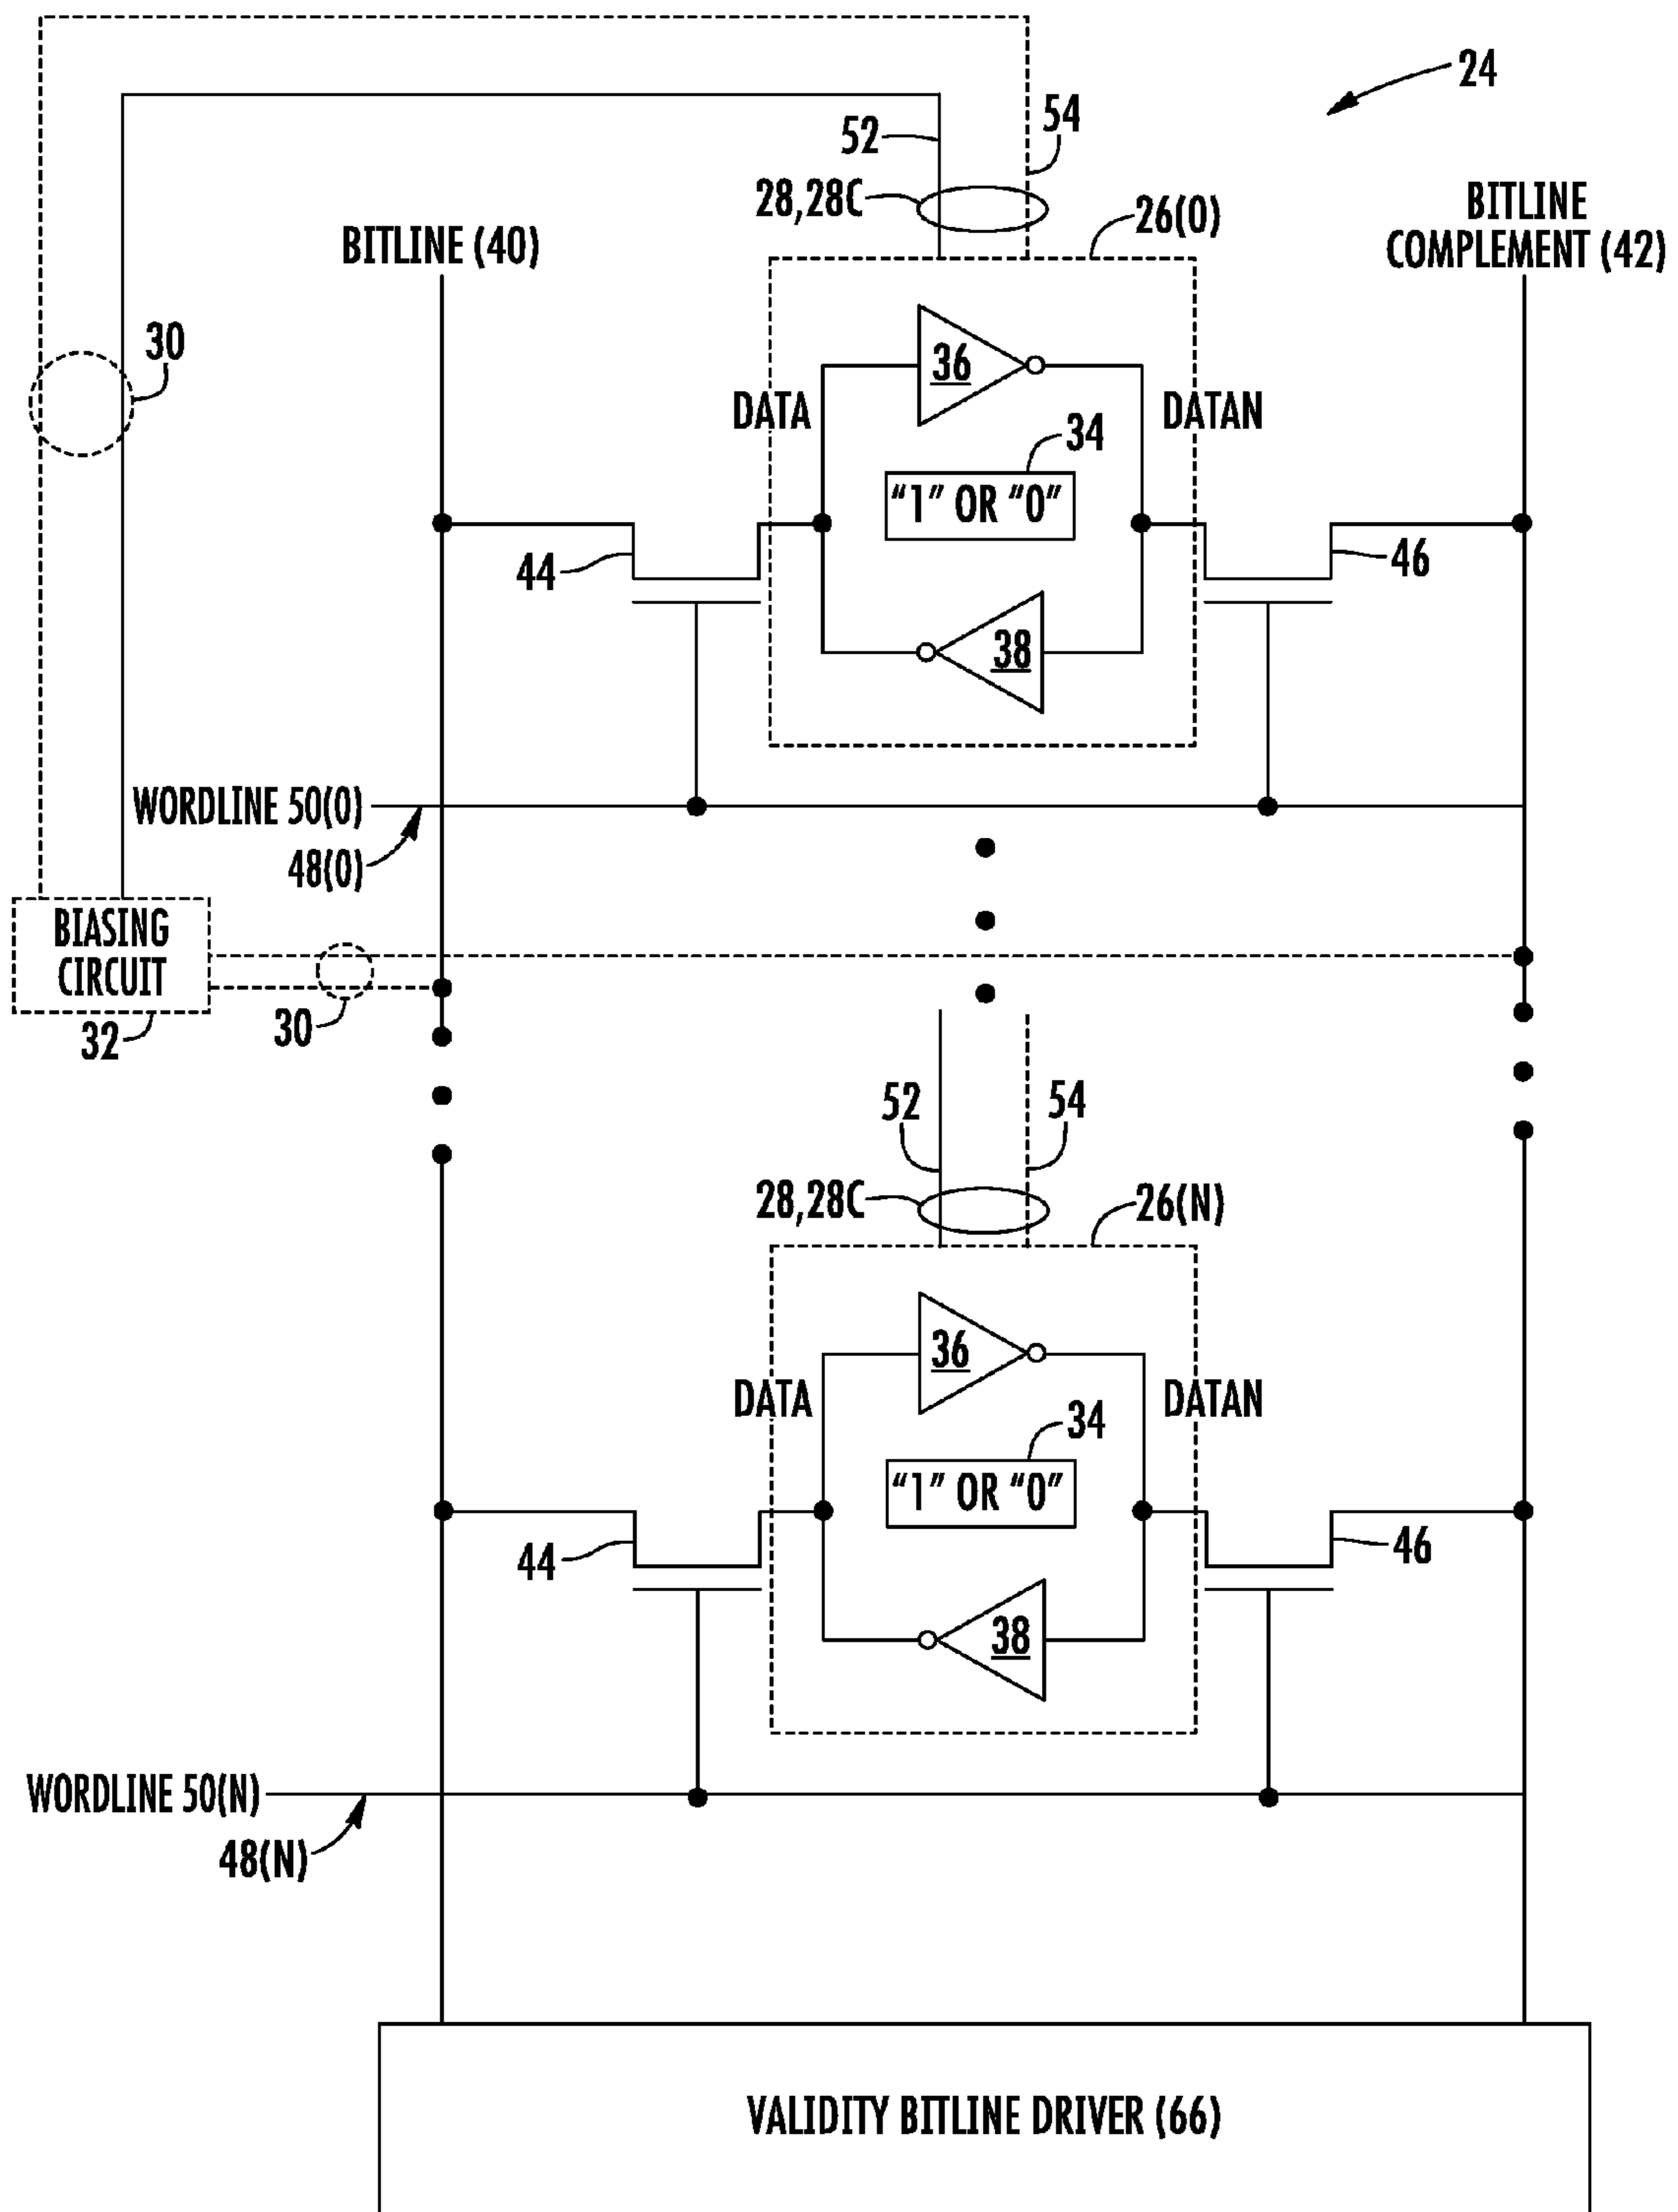 24
52
54
28,28C
26(0)
BITLINE (40)
BITLINE
COMPLEMENT (42)
30
36
DATA
DATAN
34
"1" OR "0"
44
46
38
WORDLINE 50(0)
48(0)
BIASING
CIRCUIT
32
30
52
54
28,28C
26(N)
36
DATA
DATAN
34
"1" OR "0"
44
46
38
WORDLINE 50(N)
48(N)
VALIDITY BITLINE DRIVER (66)